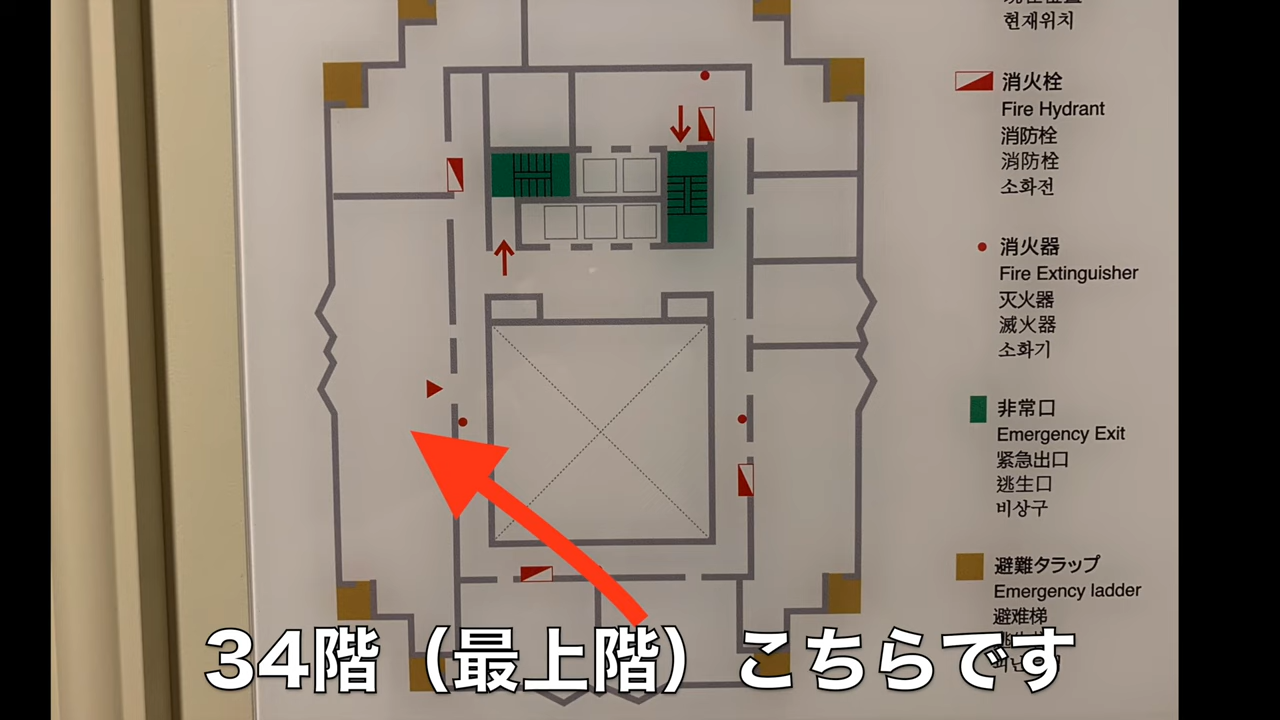 현재위치
消火栓
Fire Hydrant
消防栓
消防栓
소화전
消火器
Fire Extinguisher
灭火器
滅火器
소화기
非常口
Emergency Exit
紧急出口
逃生口
비상구
避難タラップ
Emergency ladder
避难梯
34階（最上階）こちらです